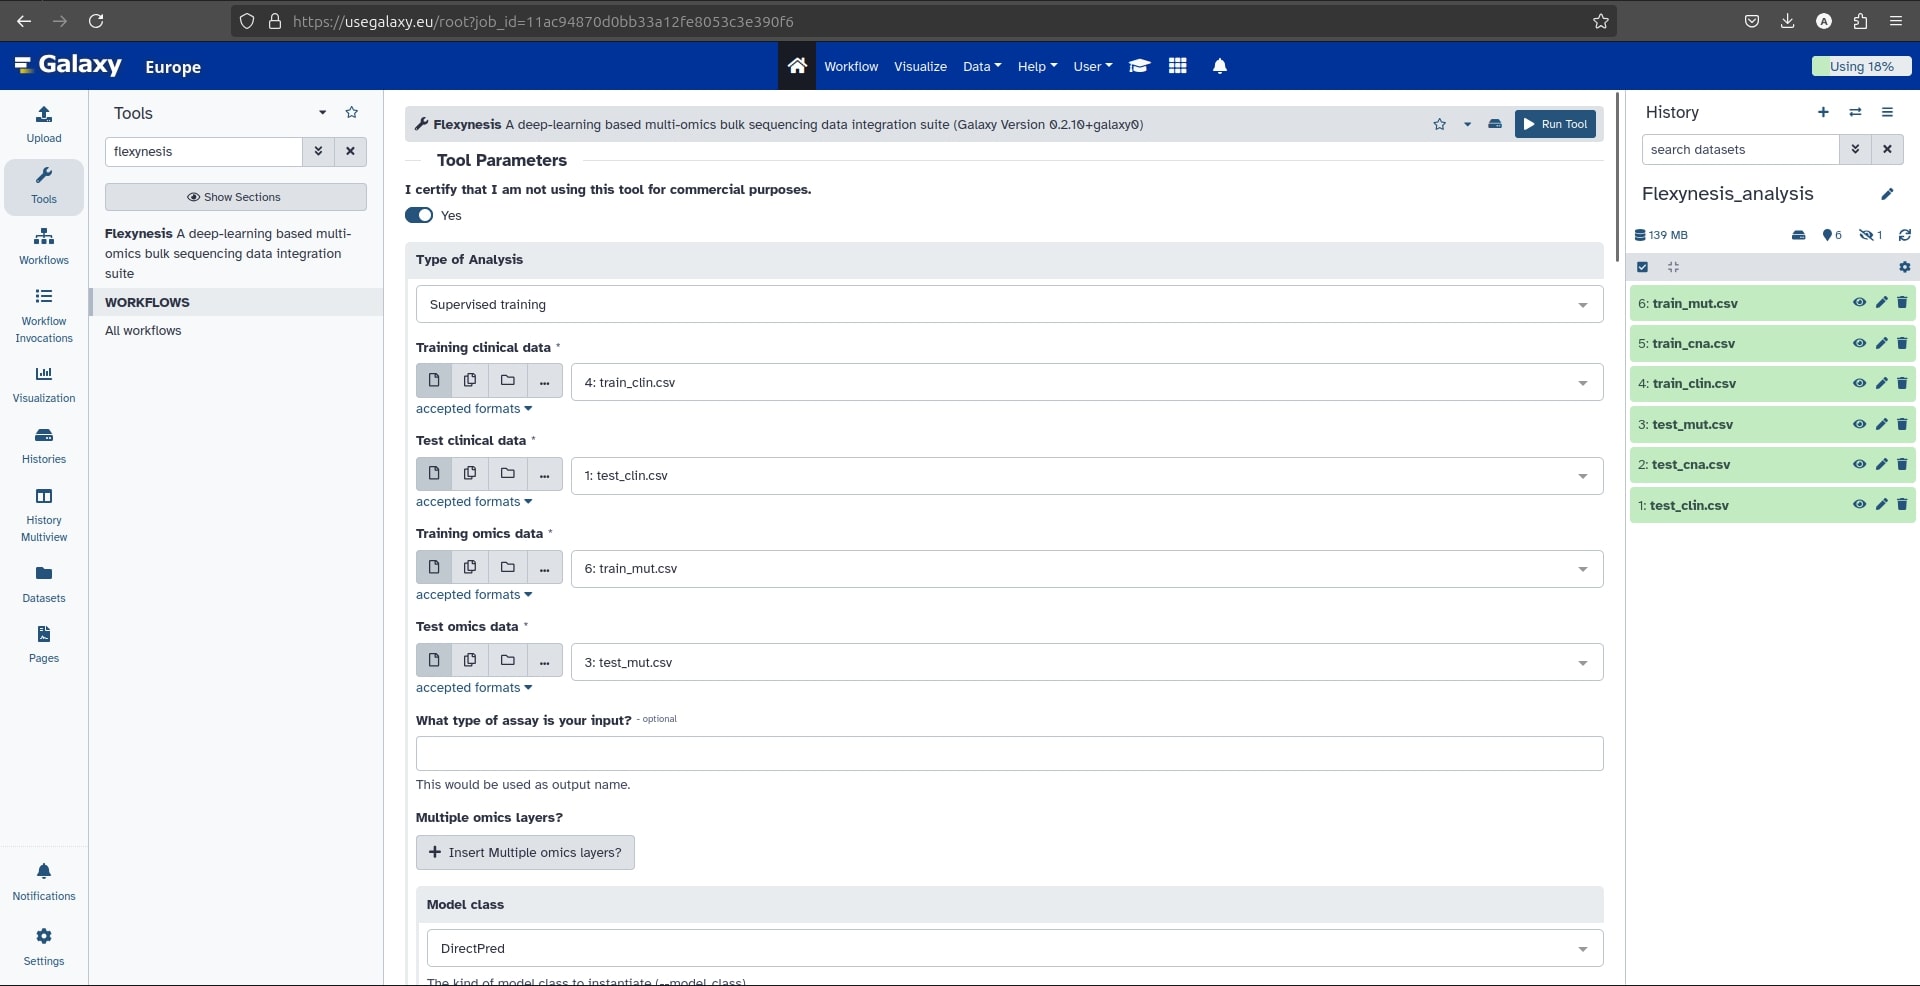 https://usegalaxy.eu/root?job_id=11ac94870d0bb33a12fe8053c3e390f6
Galaxy Europe
Workflow Visualize Data Help User
Using 18%
Upload
Tools
Workflows
Workflow
Invocations
Visualization
Histories
History
Multiview
Datasets
Pages
Notifications
Settings
Tools
flexynesis
Show Sections
Flexynesis A deep-learning based multi-
omics bulk sequencing data integration
suite
WORKFLOWS
All workflows
Flexynesis A deep-learning based multi-omics bulk sequencing data integration suite (Galaxy Version 0.2.10+galaxy0)
Run Tool
Tool Parameters
I certify that I am not using this tool for commercial purposes.
Yes
Type of Analysis
Supervised training
Training clinical data *
... 4: train_clin.csv
accepted formats
Test clinical data *
... 1: test_clin.csv
accepted formats
Training omics data *
... 6: train_mut.csv
accepted formats
Test omics data *
... 3: test_mut.csv
accepted formats
What type of assay is your input? - optional
This would be used as output name.
Multiple omics layers?
+ Insert Multiple omics layers?
Model class
DirectPred
The kind of model class to instantiate (--model_class)
History
search datasets
Flexynesis_analysis
139 MB 6 1
6: train_mut.csv
5: train_cna.csv
4: train_clin.csv
3: test_mut.csv
2: test_cna.csv
1: test_clin.csv